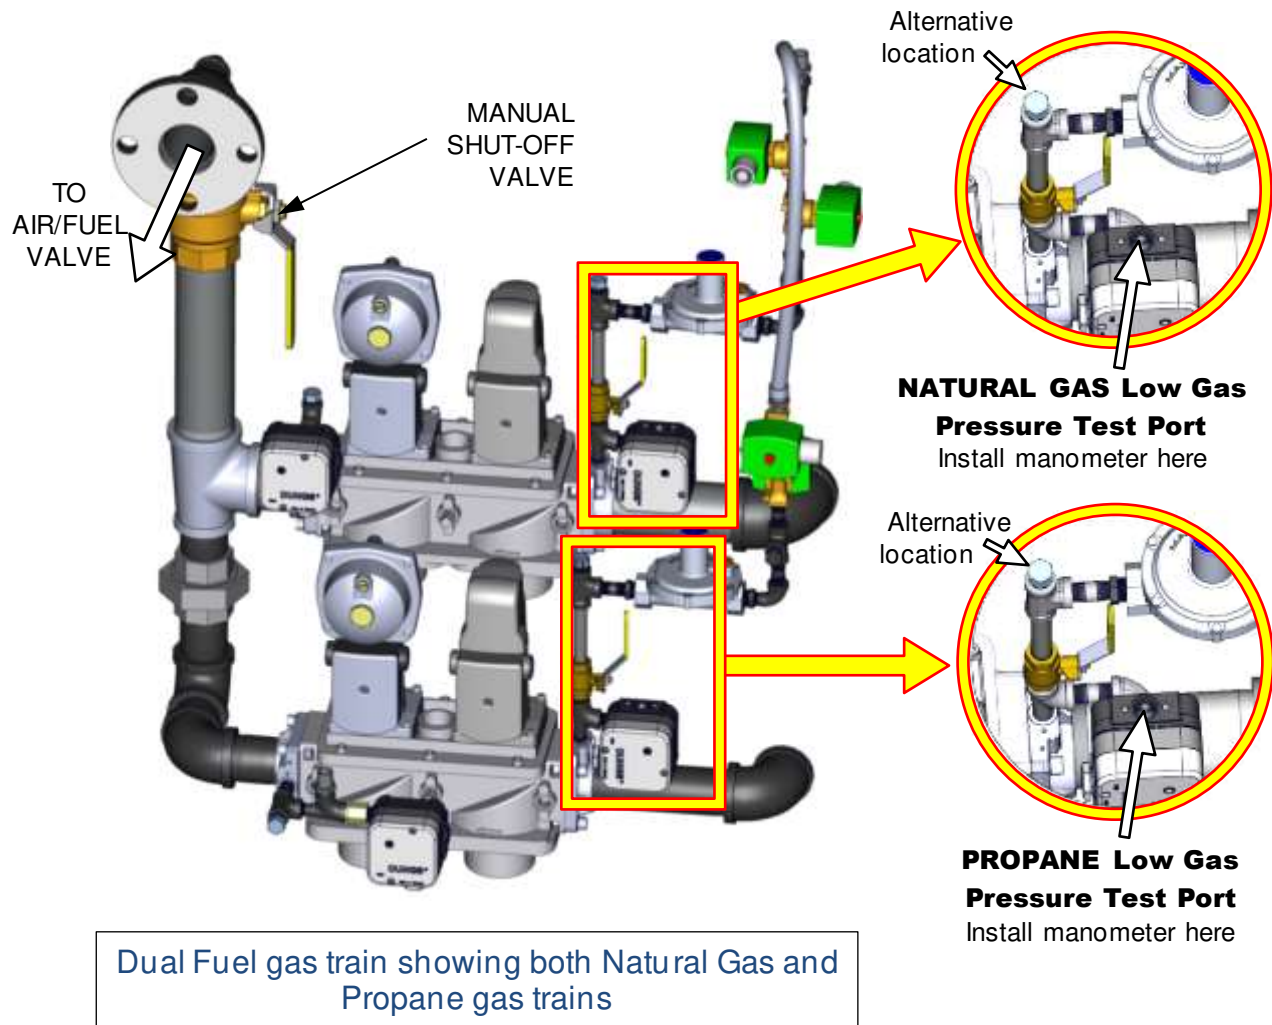 Alternative
location
MANUAL
SHUT-OFF
VALVE
TO
AIR/FUEL
VALVE
NATURAL GAS Low Gas
Pressure Test Port
Install manometer here
Alternative
location
PROPANE Low Gas
Pressure Test Port
Install manometer here
Dual Fuel gas train showing both Natural Gas and
Propane gas trains